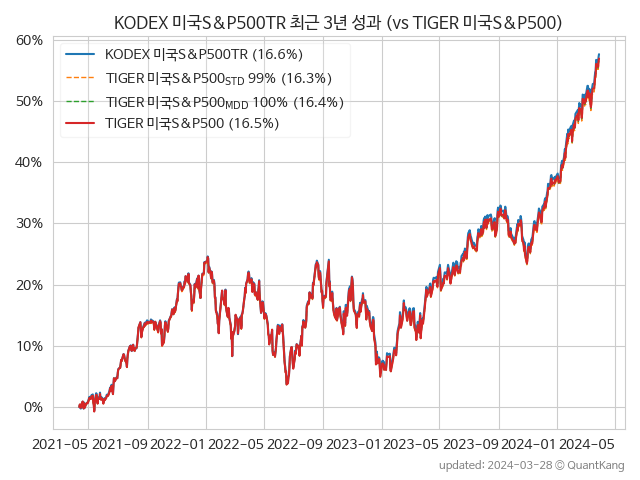 KODEX 미국S&P500TR 최근 3년 성과 (vs TIGER 미국S&P500)
60%
50%
40%
30%
20%
10%
0%
KODEX 미국S&P500TR (16.6%)
TIGER 미국S&P500STD 99% (16.3%)
TIGER 미국S&P500MDD 100% (16.4%)
TIGER 미국S&P500 (16.5%)
2021-05 2021-09 2022-01 2022-05 2022-09 2023-01 2023-05 2023-09 2024-01 2024-05
updated: 2024-03-28 © QuantKang